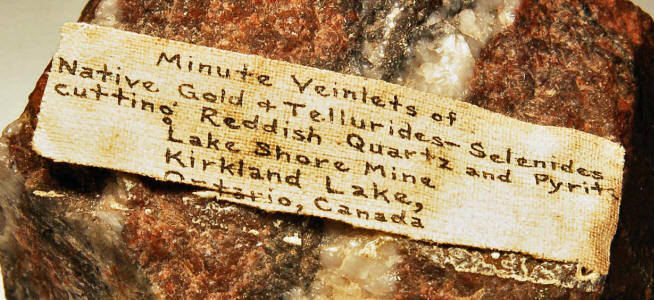 Minute Veinlets of
Native Gold + Tellurides-Selenides
cutting Reddish Quartz and Pyrite
Lake Shore Mine
Kirkland Lake,
Ontario, Canada